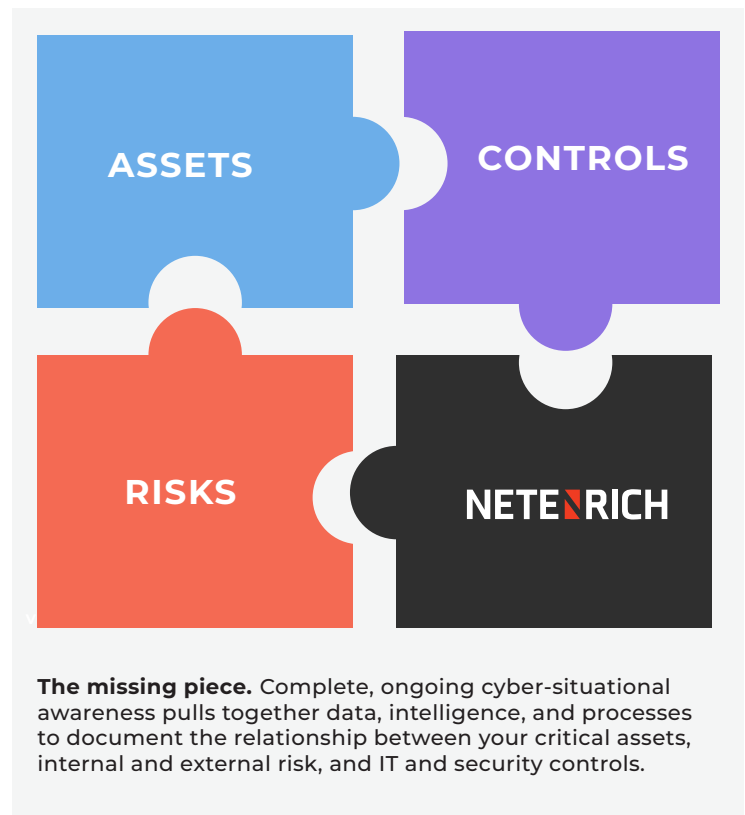 ASSETS
CONTROLS
RISKS
NETENRICH
The missing piece. Complete, ongoing cyber-situational
awareness pulls together data, intelligence, and processes
to document the relationship between your critical assets,
internal and external risk, and IT and security controls.